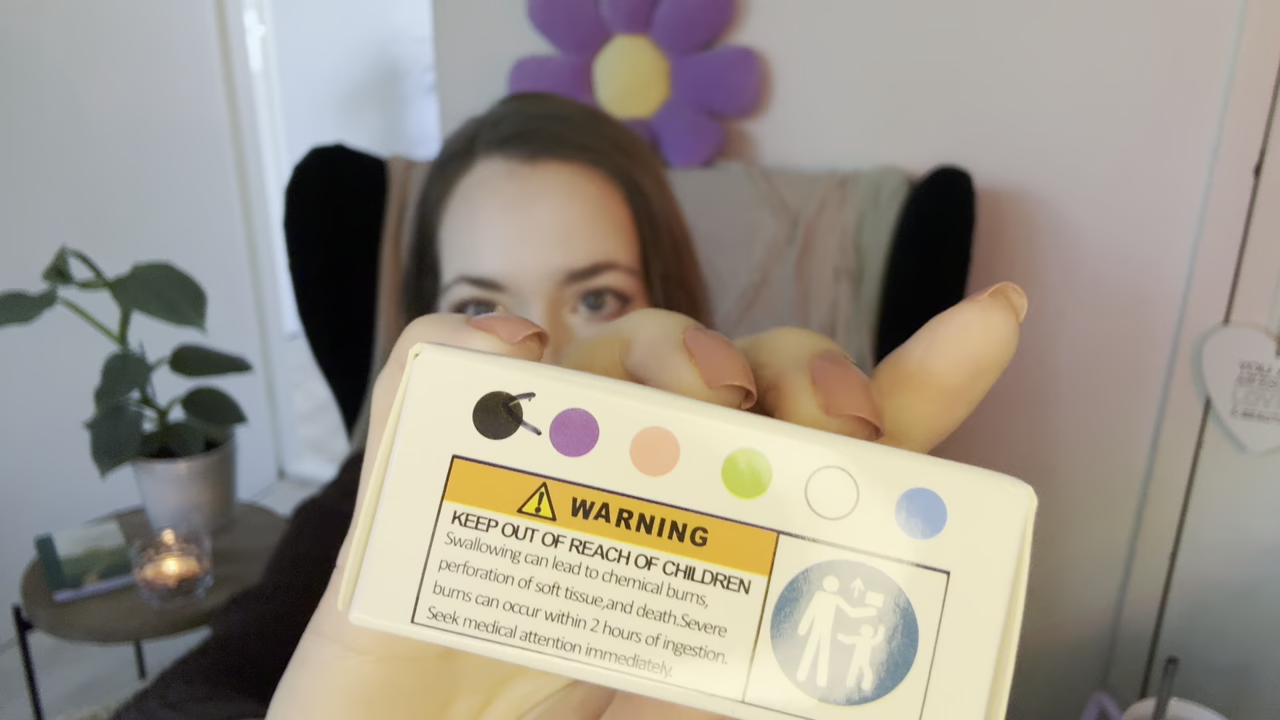 WARNING
KEEP OUT OF REACH OF CHILDREN
Swallowing can lead to chemical burns,
perforation of soft tissue,and death.Severe
burns can occur within 2 hours of ingestion.
Seek medical attention immediately.
YOU